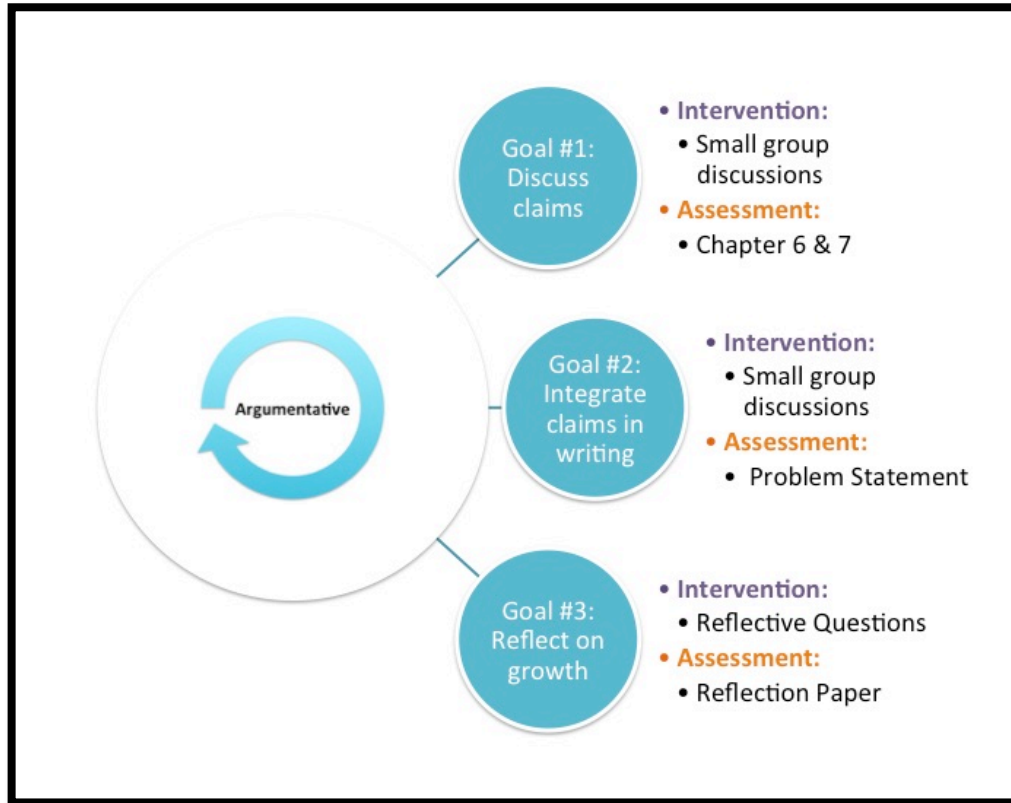 Argumentative
Goal #1:
Discuss
claims
• Intervention:
• Small group
discussions
• Assessment:
• Chapter 6 & 7
Goal #2:
Integrate
claims in
writing
• Intervention:
• Small group
discussions
• Assessment:
• Problem Statement
Goal #3:
Reflect on
growth
• Intervention:
• Reflective Questions
• Assessment:
• Reflection Paper